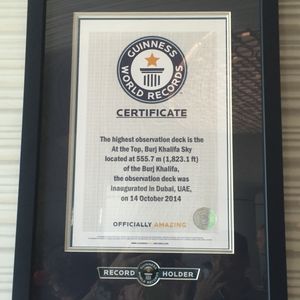 GUINNESS
WORLD RECORDS
CERTIFICATE
The highest observation deck is the
At the Top, Burj Khalifa Sky
located at 555.7 m (1,823.1 ft)
of the Burj Khalifa,
the observation deck was
inaugurated in Dubai, UAE,
on 14 October 2014
OFFICIALLY AMAZING
RECORD HOLDER